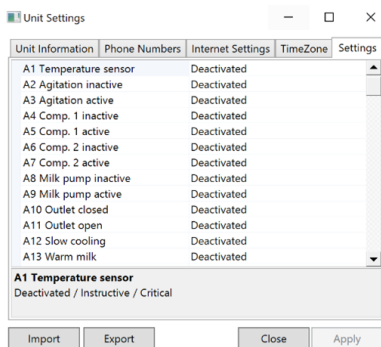 Unit Settings
Unit Information Phone Numbers Internet Settings TimeZone Settings
A1 Temperature sensor Deactivated
A2 Agitation inactive Deactivated
A3 Agitation active Deactivated
A4 Comp. 1 inactive Deactivated
A5 Comp. 1 active Deactivated
A6 Comp. 2 inactive Deactivated
A7 Comp. 2 active Deactivated
A8 Milk pump inactive Deactivated
A9 Milk pump active Deactivated
A10 Outlet closed Deactivated
A11 Outlet open Deactivated
A12 Slow cooling Deactivated
A13 Warm milk Deactivated
A1 Temperature sensor
Deactivated / Instructive / Critical
Import Export Close Apply